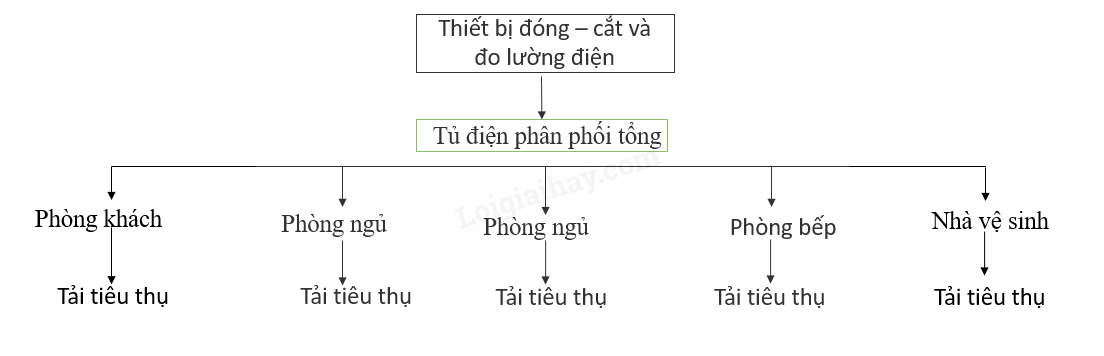 Thiết bị đóng – cắt và
đo lường điện
Tủ điện phân phối tổng
Loigiaihay.com
Phòng khách
Phòng ngủ
Phòng ngủ
Phòng bếp
Nhà vệ sinh
Tải tiêu thụ
Tải tiêu thụ
Tải tiêu thụ
Tải tiêu thụ
Tải tiêu thụ